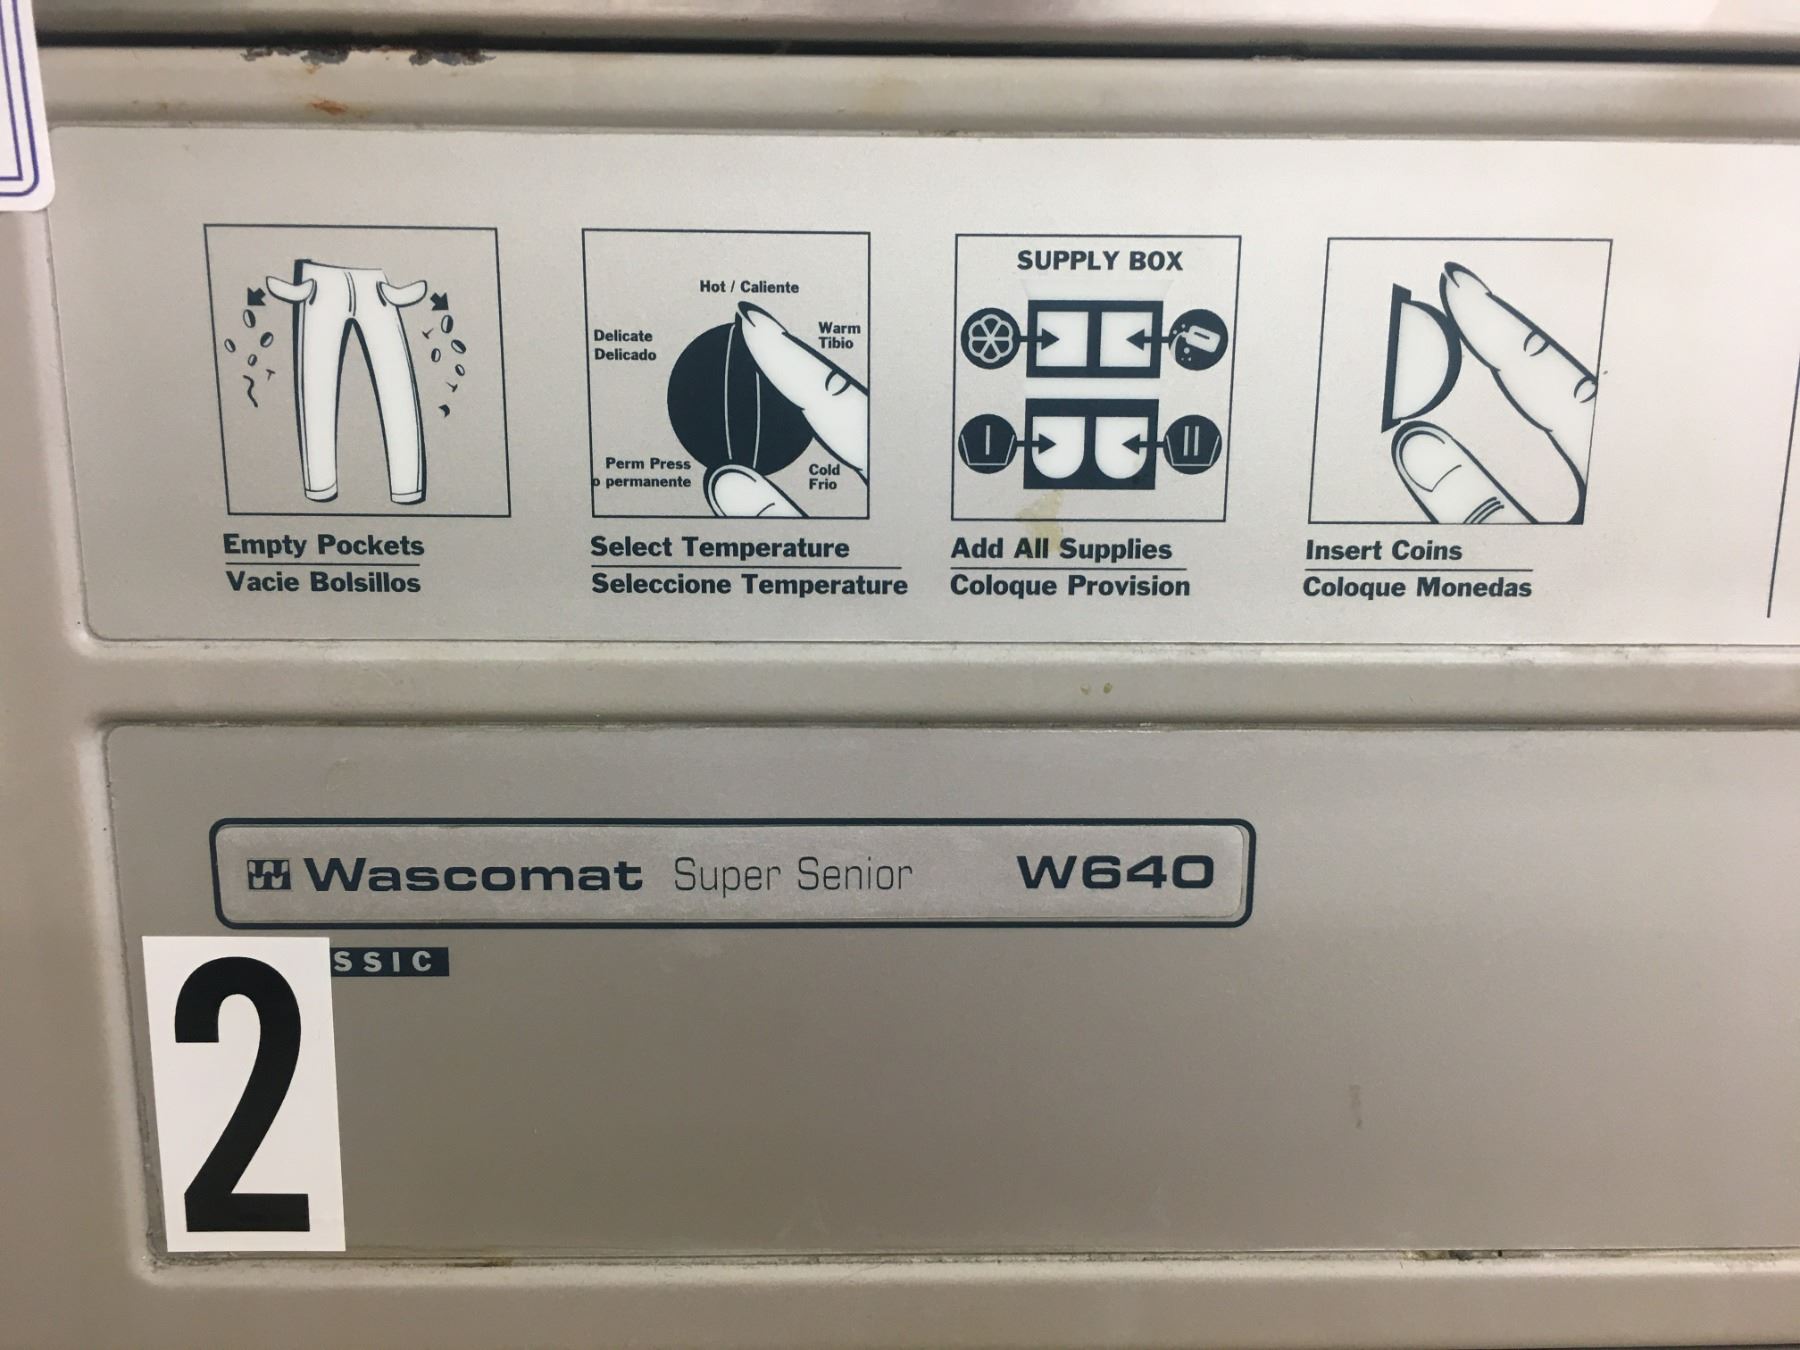 Hot / Caliente
Delicate
Delicado
Warm
Tibio
Perm Press
o permanente
Cold
Frio
Empty Pockets
Vacie Bolsillos
Select Temperature
Seleccione Temperature
SUPPLY BOX
I
II
Add All Supplies
Coloque Provision
Insert Coins
Coloque Monedas
Wascomat Super Senior W640
SSIC
2